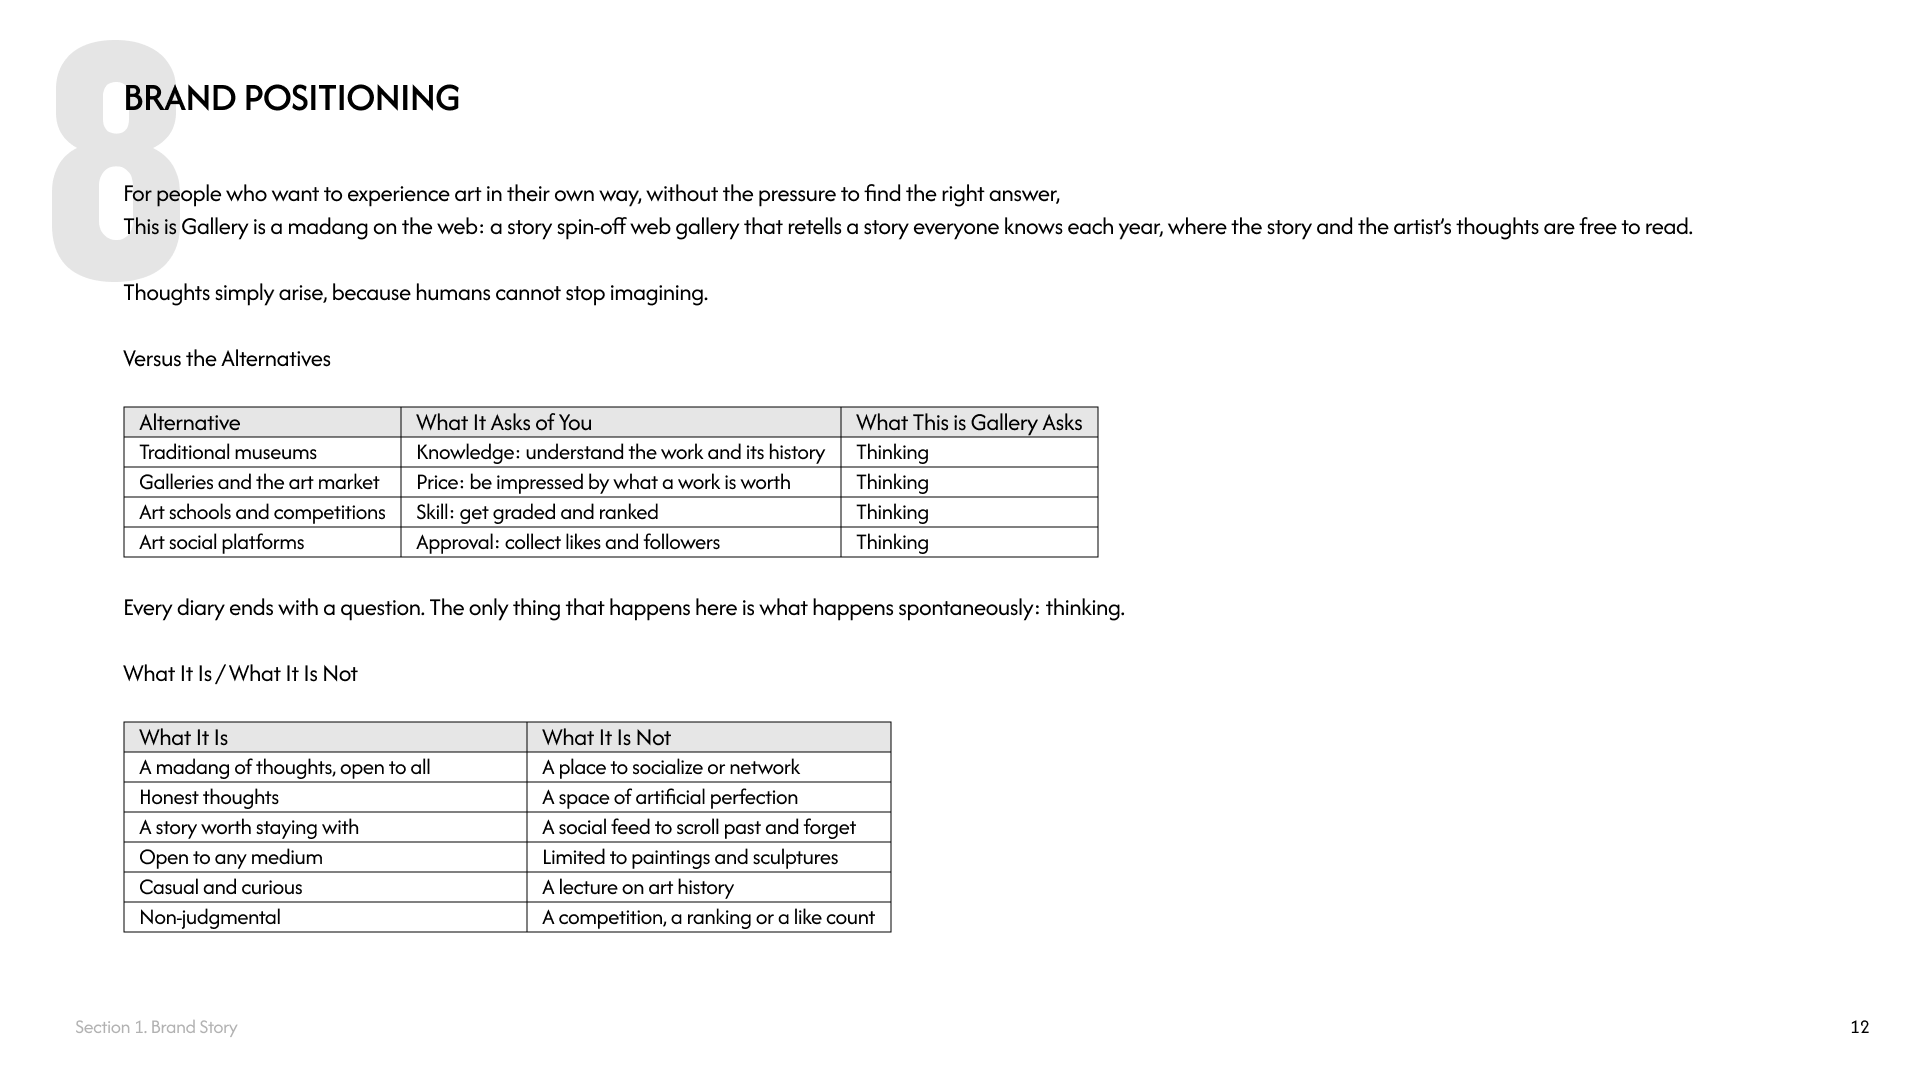 8
BRAND POSITIONING
For people who want to experience art in their own way, without the pressure to find the right answer,
This is Gallery is a madang on the web: a story spin-off web gallery that retells a story everyone knows each year, where the story and the artist’s thoughts are free to read.
Thoughts simply arise, because humans cannot stop imagining.
Versus the Alternatives
Alternative What It Asks of You What This is Gallery Asks
Traditional museums Knowledge: understand the work and its history Thinking
Galleries and the art market Price: be impressed by what a work is worth Thinking
Art schools and competitions Skill: get graded and ranked Thinking
Art social platforms Approval: collect likes and followers Thinking
Every diary ends with a question. The only thing that happens here is what happens spontaneously: thinking.
What It Is / What It Is Not
What It Is What It Is Not
A madang of thoughts, open to all A place to socialize or network
Honest thoughts A space of artificial perfection
A story worth staying with A social feed to scroll past and forget
Open to any medium Limited to paintings and sculptures
Casual and curious A lecture on art history
Non-judgmental A competition, a ranking or a like count
Section 1. Brand Story 12